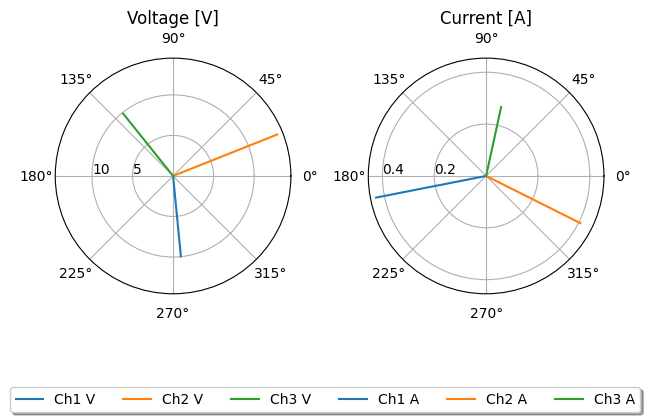 Voltage [V]
Current [A]
90°
90°
135°
45°
135°
45°
180°
10
5
0°
180°
0.4
0.2
0°
225°
315°
225°
315°
270°
270°
Ch1 V
Ch2 V
Ch3 V
Ch1 A
Ch2 A
Ch3 A